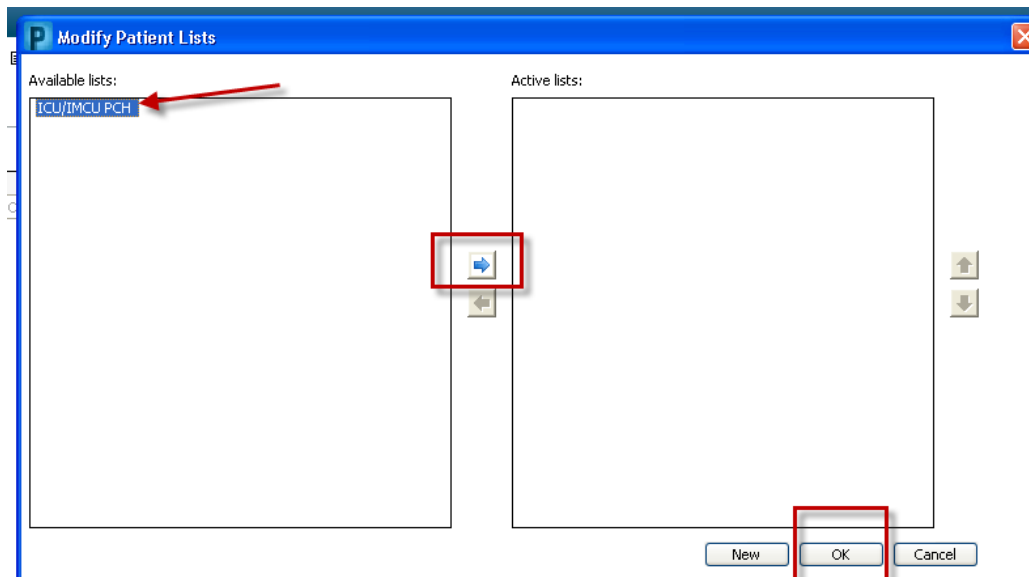 P Modify Patient Lists
Available lists:
Active lists:
ICU/IMCU PCH
New
OK
Cancel